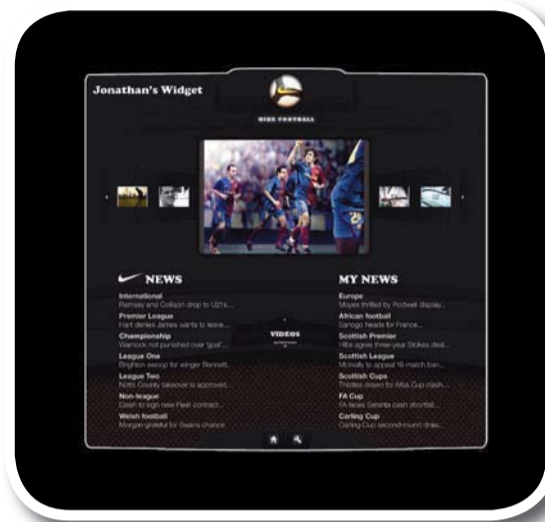 Jonathan's Widget
NIKE FOOTBALL
NEWS
International
Ramsey and Collison drop to U21s...
Premier League
Hart denies James wants to leave...
Championship
Warnock not punished over 'goal'...
League One
Brighton swoop for winger Bennett.
League Two
Notts County takeover is approved...
Non-league
Eastleigh to sign new Fleet contract...
Welsh football
Morgan grateful for Swans chance
VIDEOS
MY NEWS
Europe
Moyes thrilled by Rodwell display...
African football
Sanogo heads for France...
Scottish Premier
Hibs agree three-year Stokes deal...
Scottish League
McInally to appeal 16-match ban...
Scottish Cups
Thistles drawn for Alba Cup clash...
FA Cup
FA faces Setanta cash shortfall...
Carling Cup
Carling Cup second-round draw...